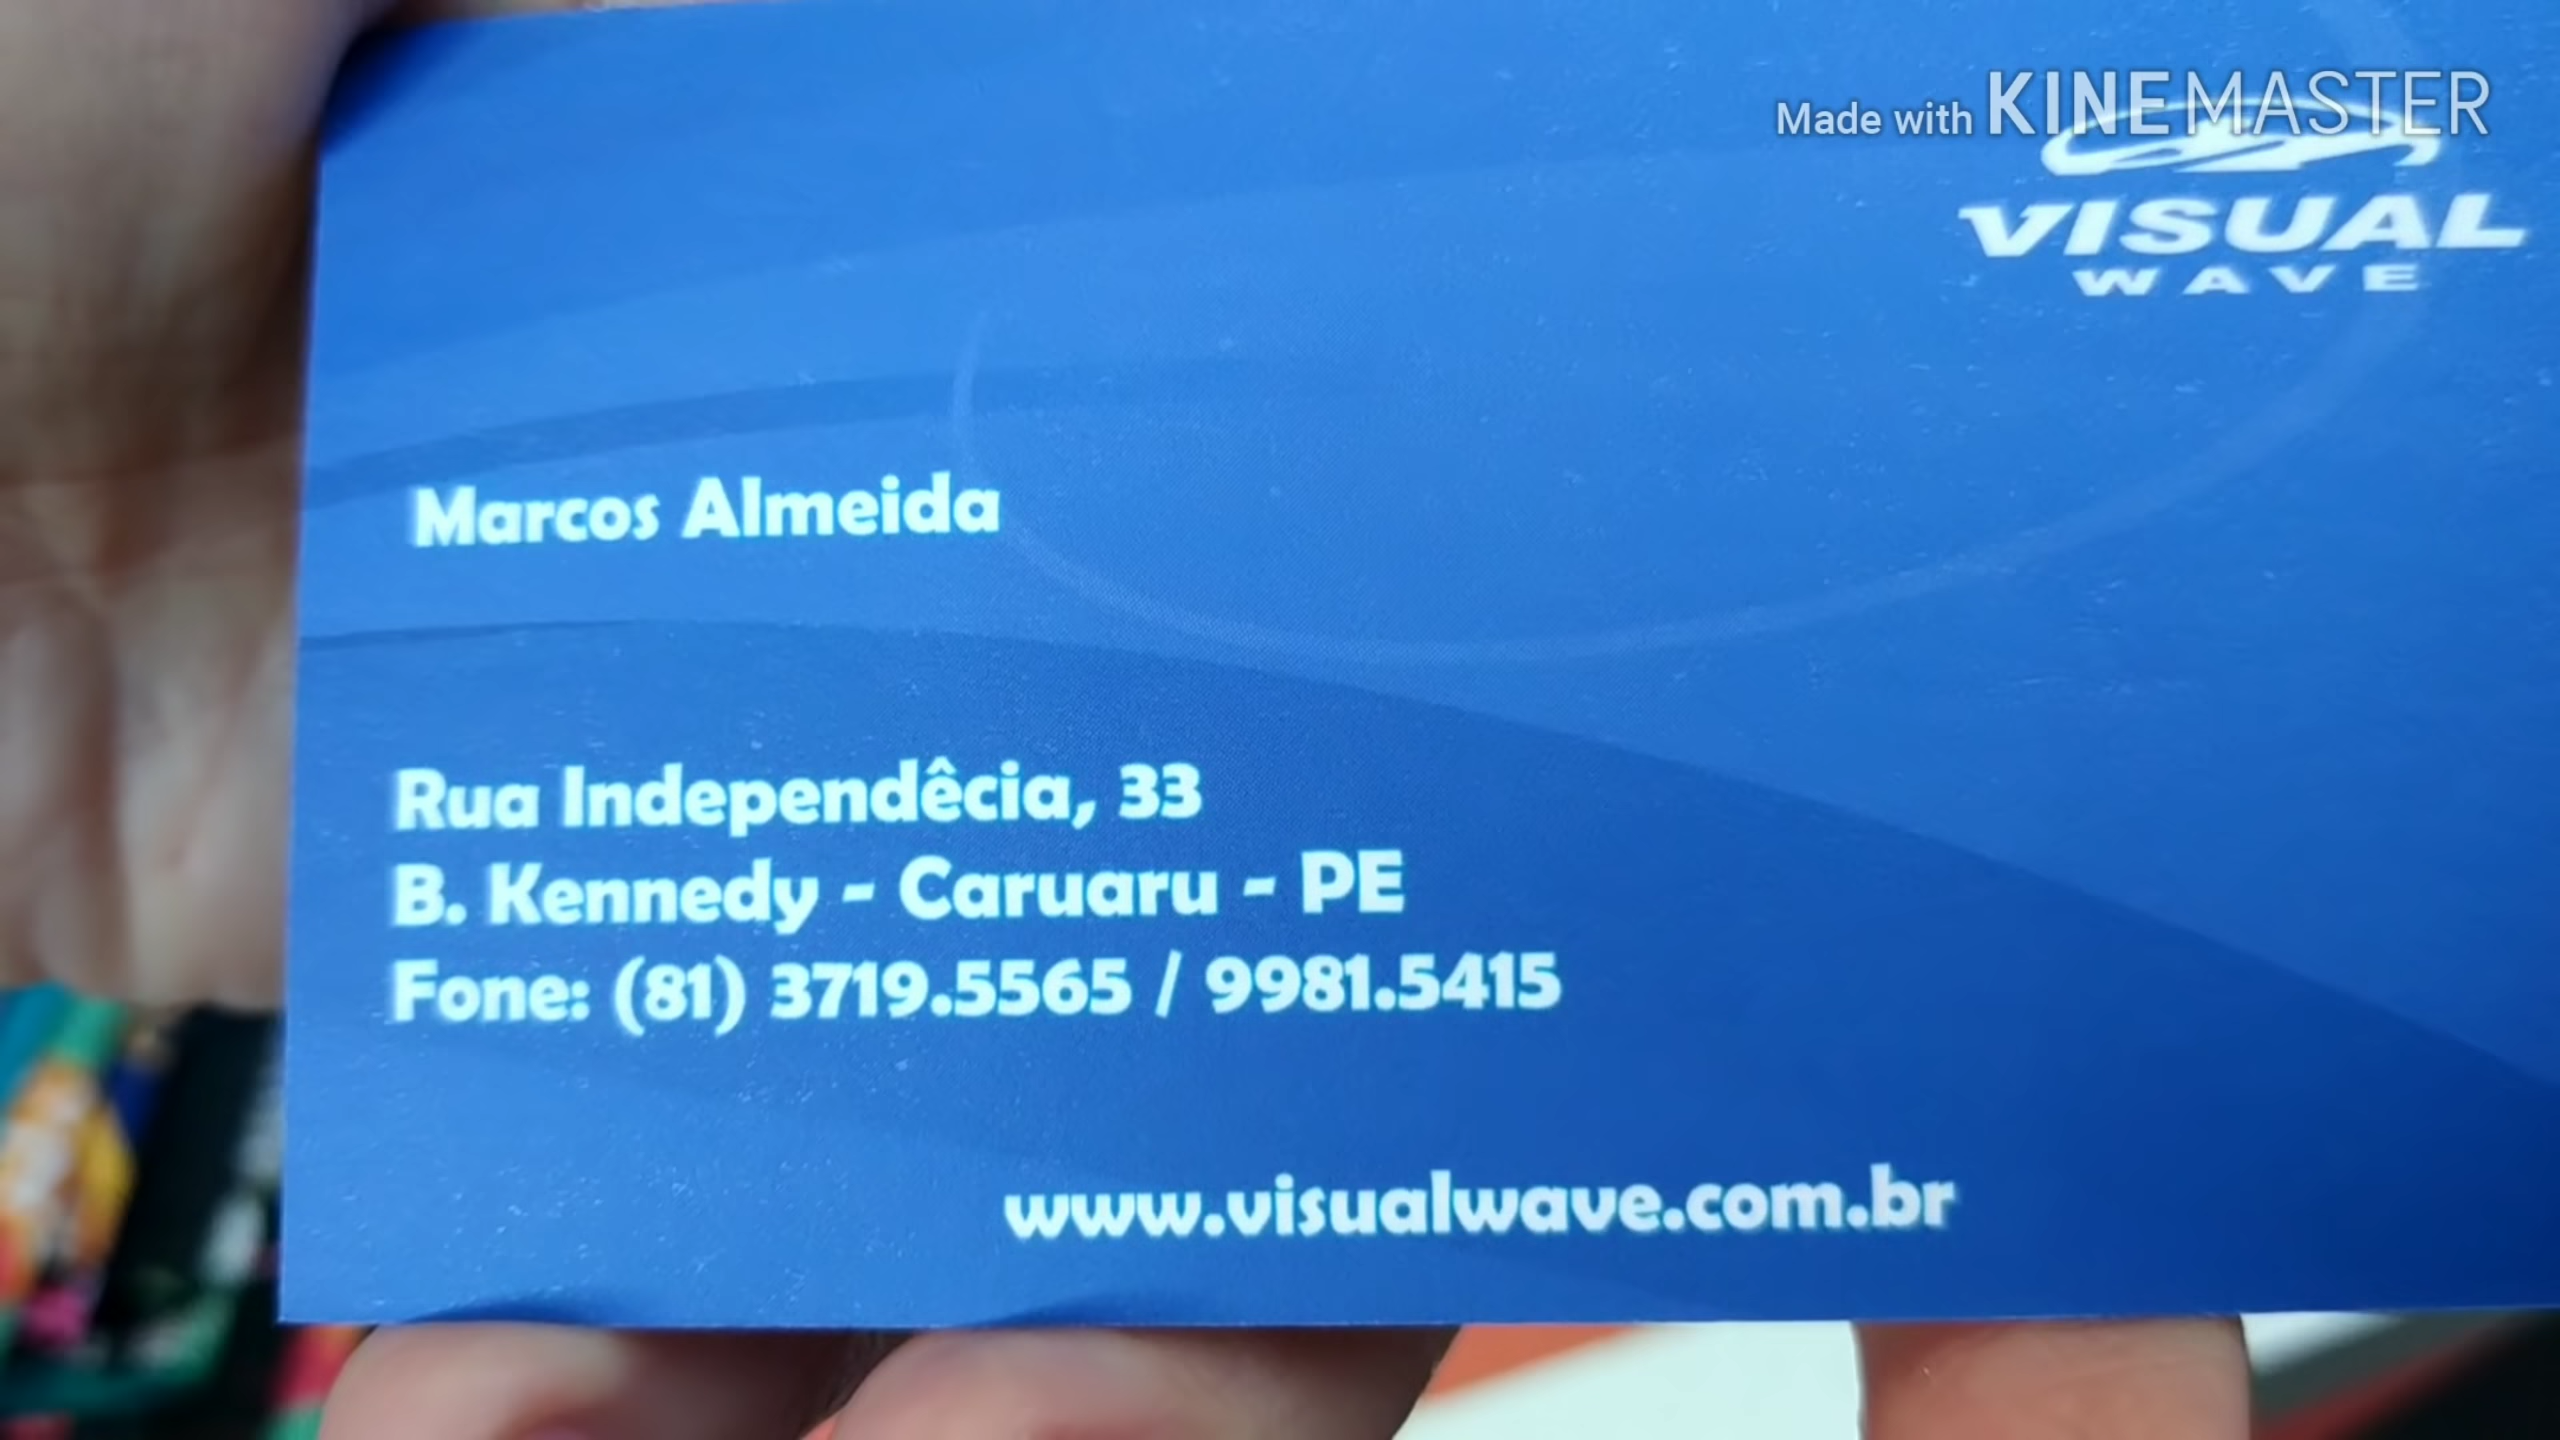 Made with KINEMASTER
VISUAL
WAVE
Marcos Almeida
Rua Independêcia, 33
B. Kennedy - Caruaru - PE
Fone: (81) 3719.5565 / 9981.5415
www.visualwave.com.br